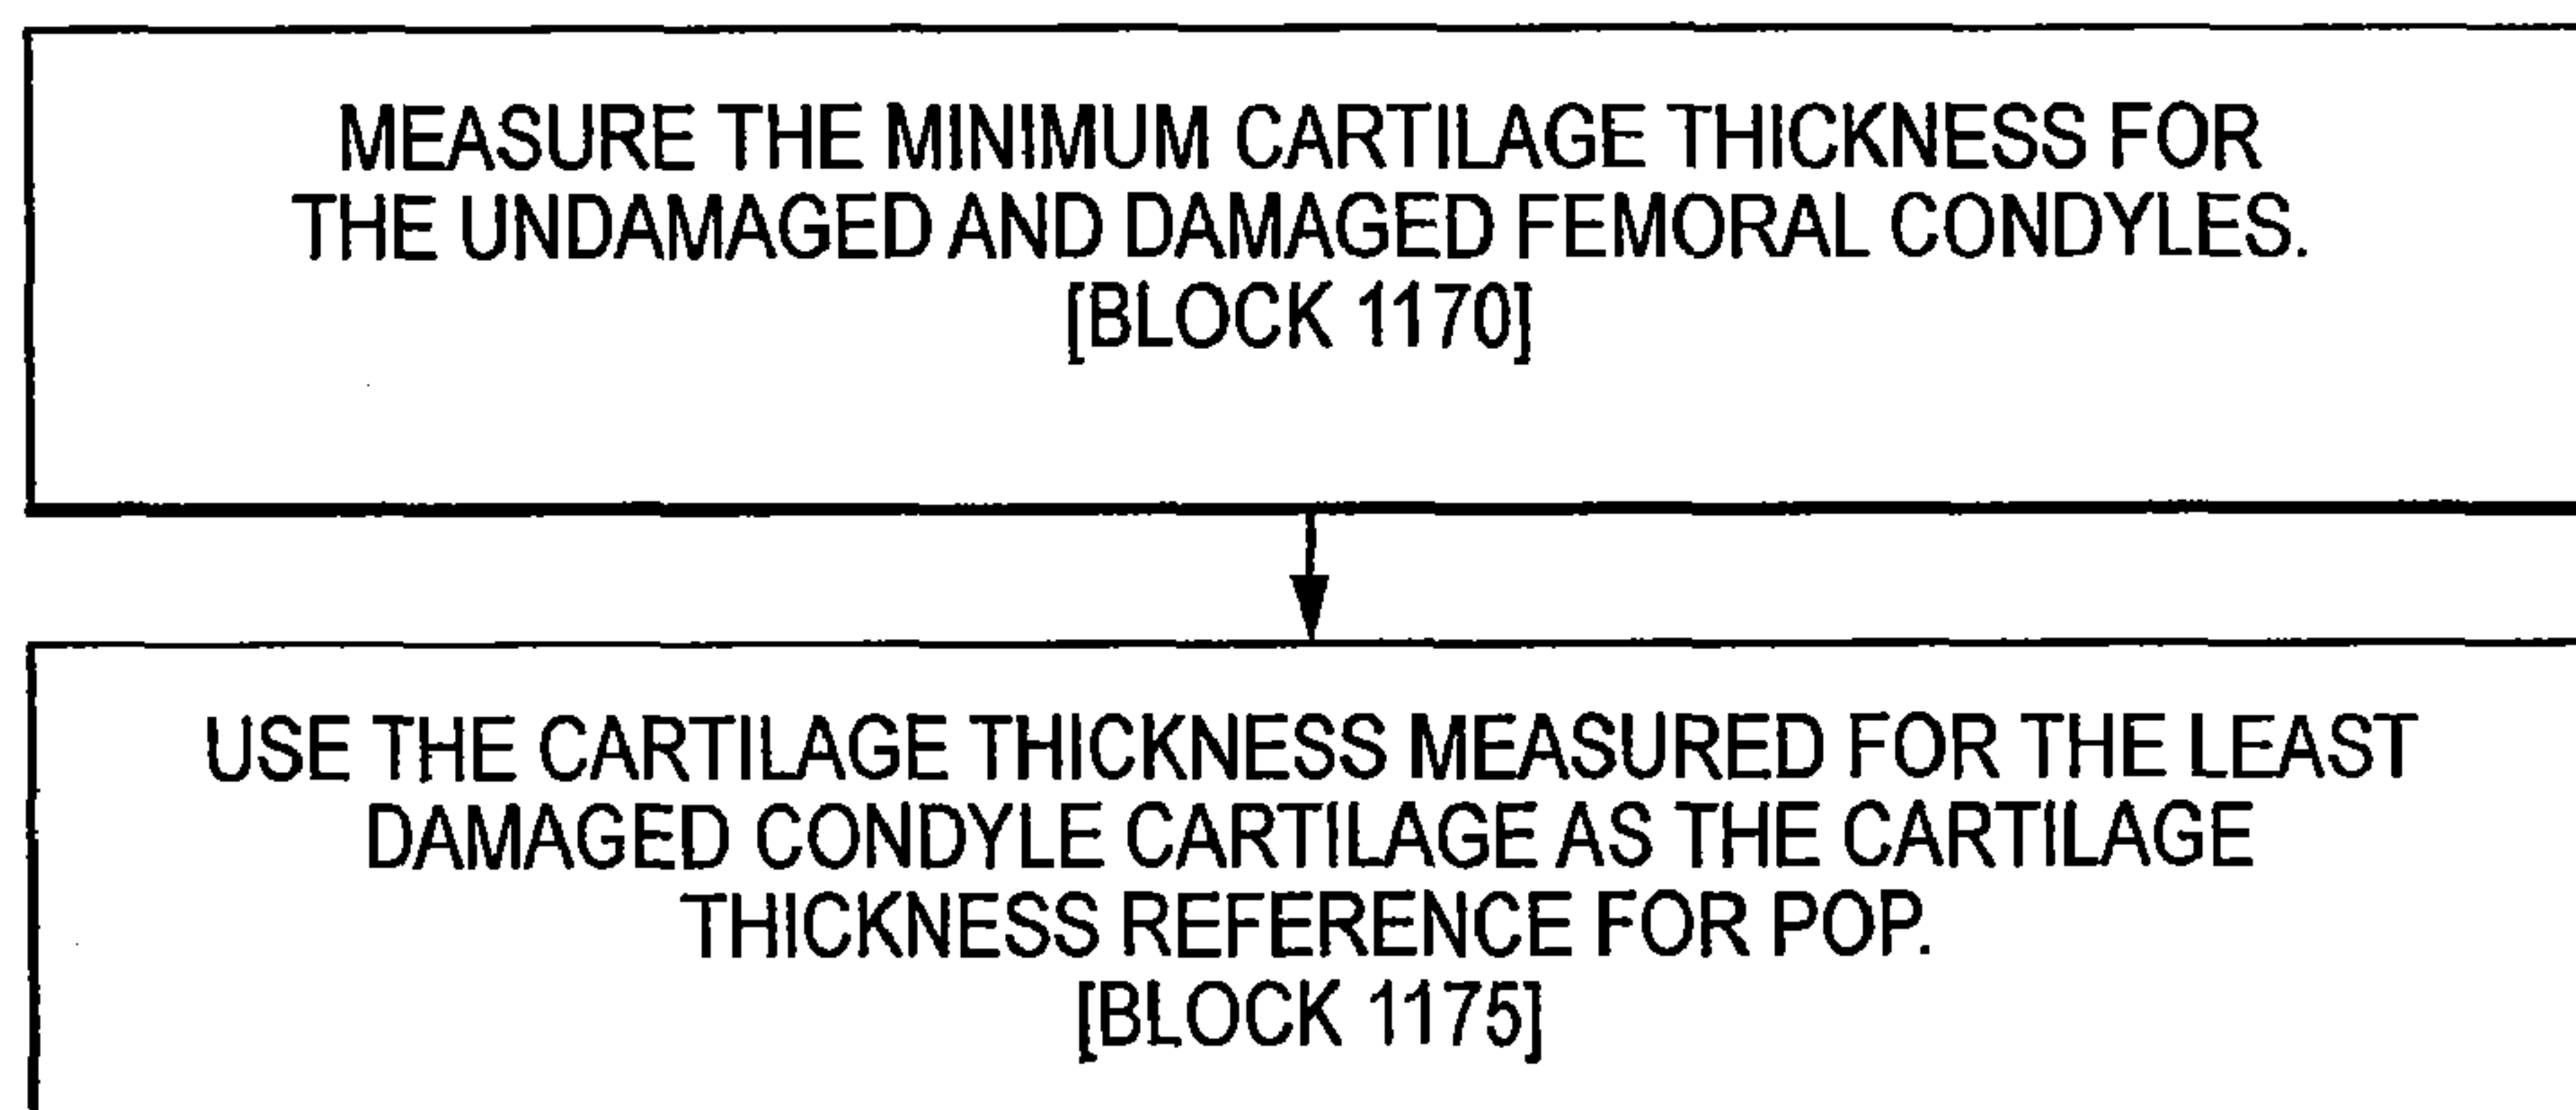 MEASURE THE MINIMUM CARTILAGE THICKNESS FOR
THE UNDAMAGED AND DAMAGED FEMORAL CONDYLES.
[BLOCK 1170]
USE THE CARTILAGE THICKNESS MEASURED FOR THE LEAST
DAMAGED CONDYLE CARTILAGE AS THE CARTILAGE
THICKNESS REFERENCE FOR POP.
[BLOCK 1175]